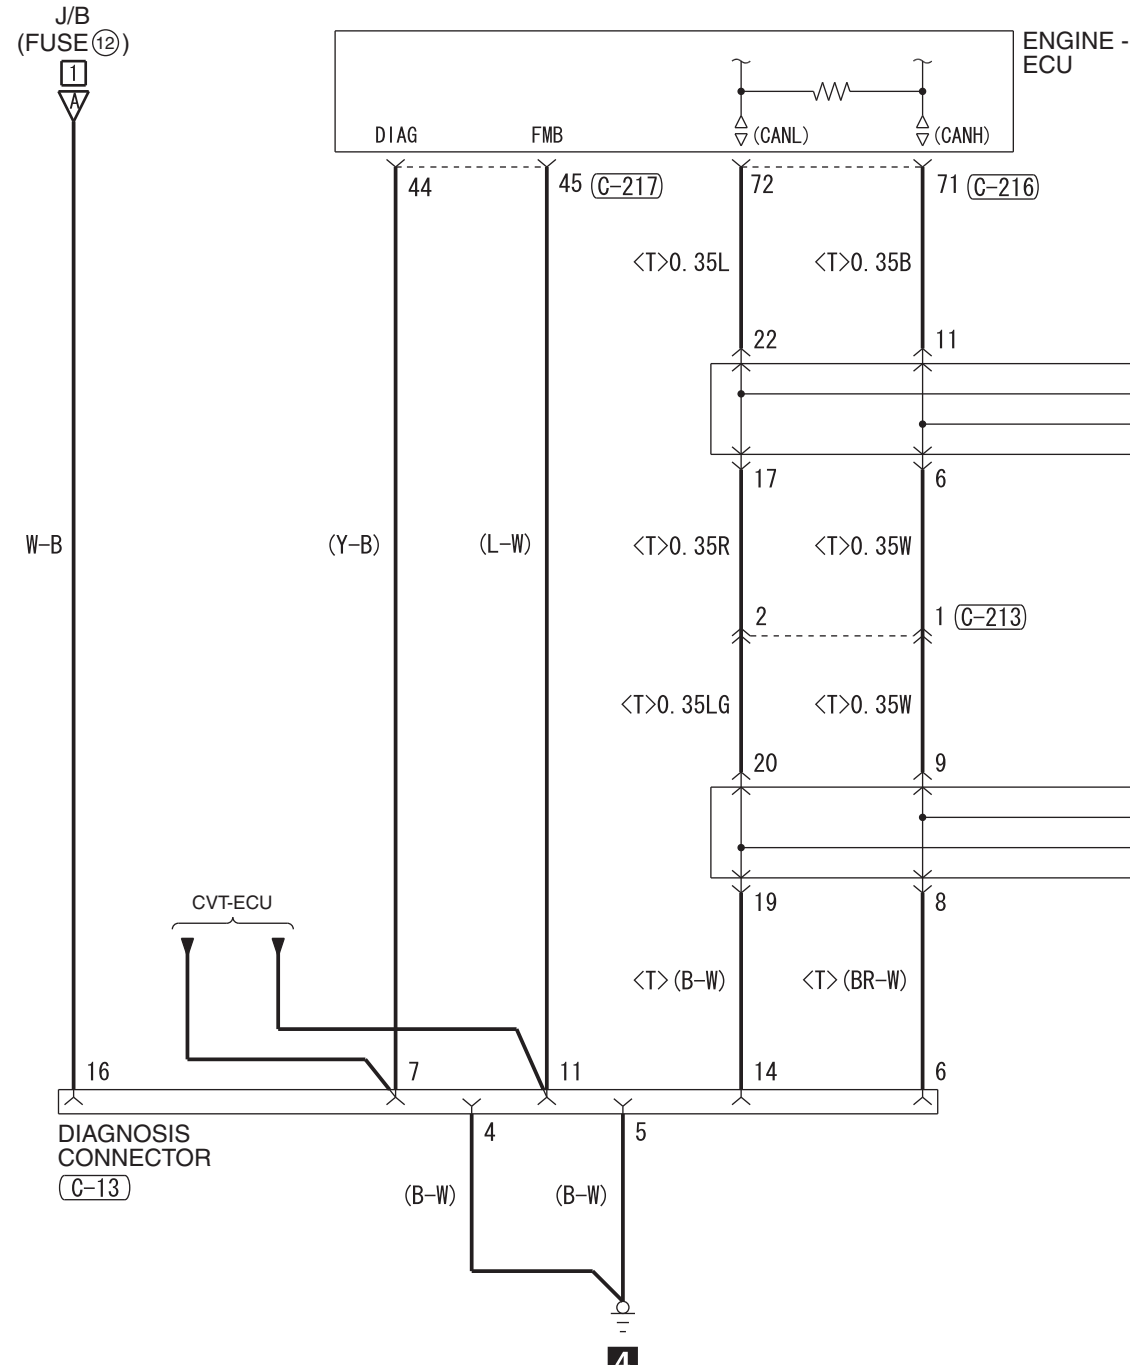 J/B
(FUSE⑫)
1
A
ENGINE -
ECU
DIAG
FMB
(CANL)
(CANH)
44
45 C-217
72
71 C-216
<T>0.35L
<T>0.35B
22
11
17
6
W-B
(Y-B)
(L-W)
<T>0.35R
<T>0.35W
2
1 C-213
<T>0.35LG
<T>0.35W
20
9
CVT-ECU
19
8
<T>(B-W)
<T>(BR-W)
16
7
11
14
6
DIAGNOSIS
CONNECTOR
C-13
4
5
(B-W)
(B-W)
4